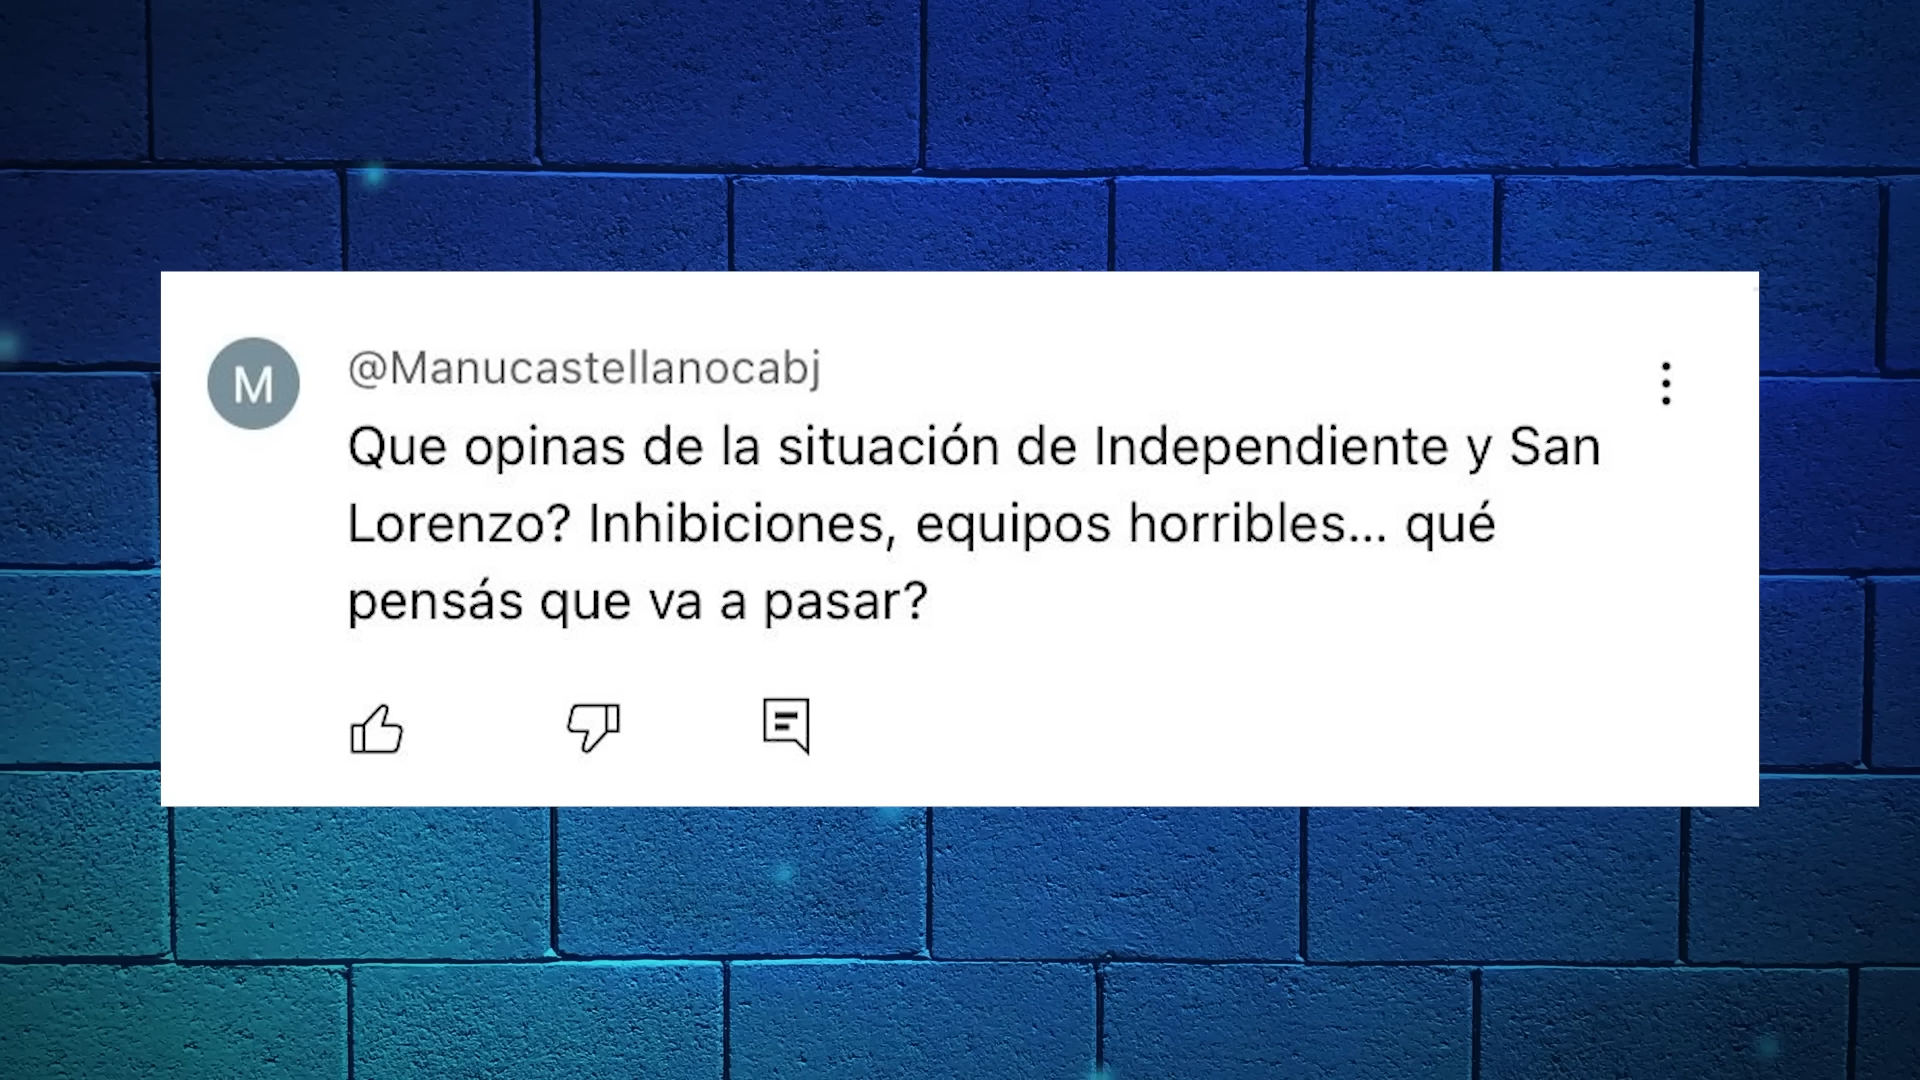 M
@Manucastellanocabj
Que opinas de la situación de Independiente y San
Lorenzo? Inhibiciones, equipos horribles... qué
pensás que va a pasar?